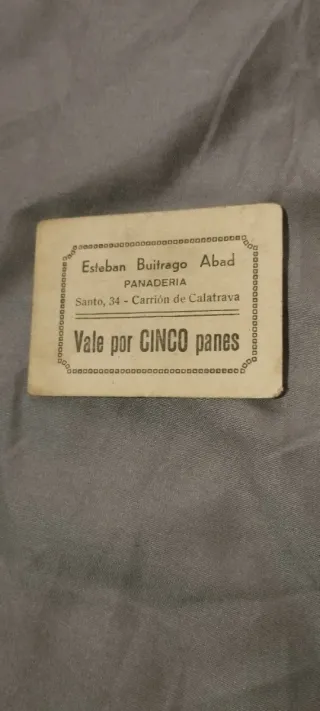 Esteban Buitrago Abad
PANADERIA
Santo, 34 - Carrión de Calatrava
Vale por CINCO panes